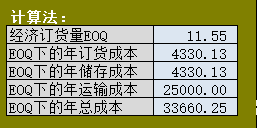 计算法：
经济订货量EOQ 11.55
EOQ下的年订货成本 4330.13
EOQ下的年储存成本 4330.13
EOQ下的年运输成本 25000.00
EOQ下的年总成本 33660.25